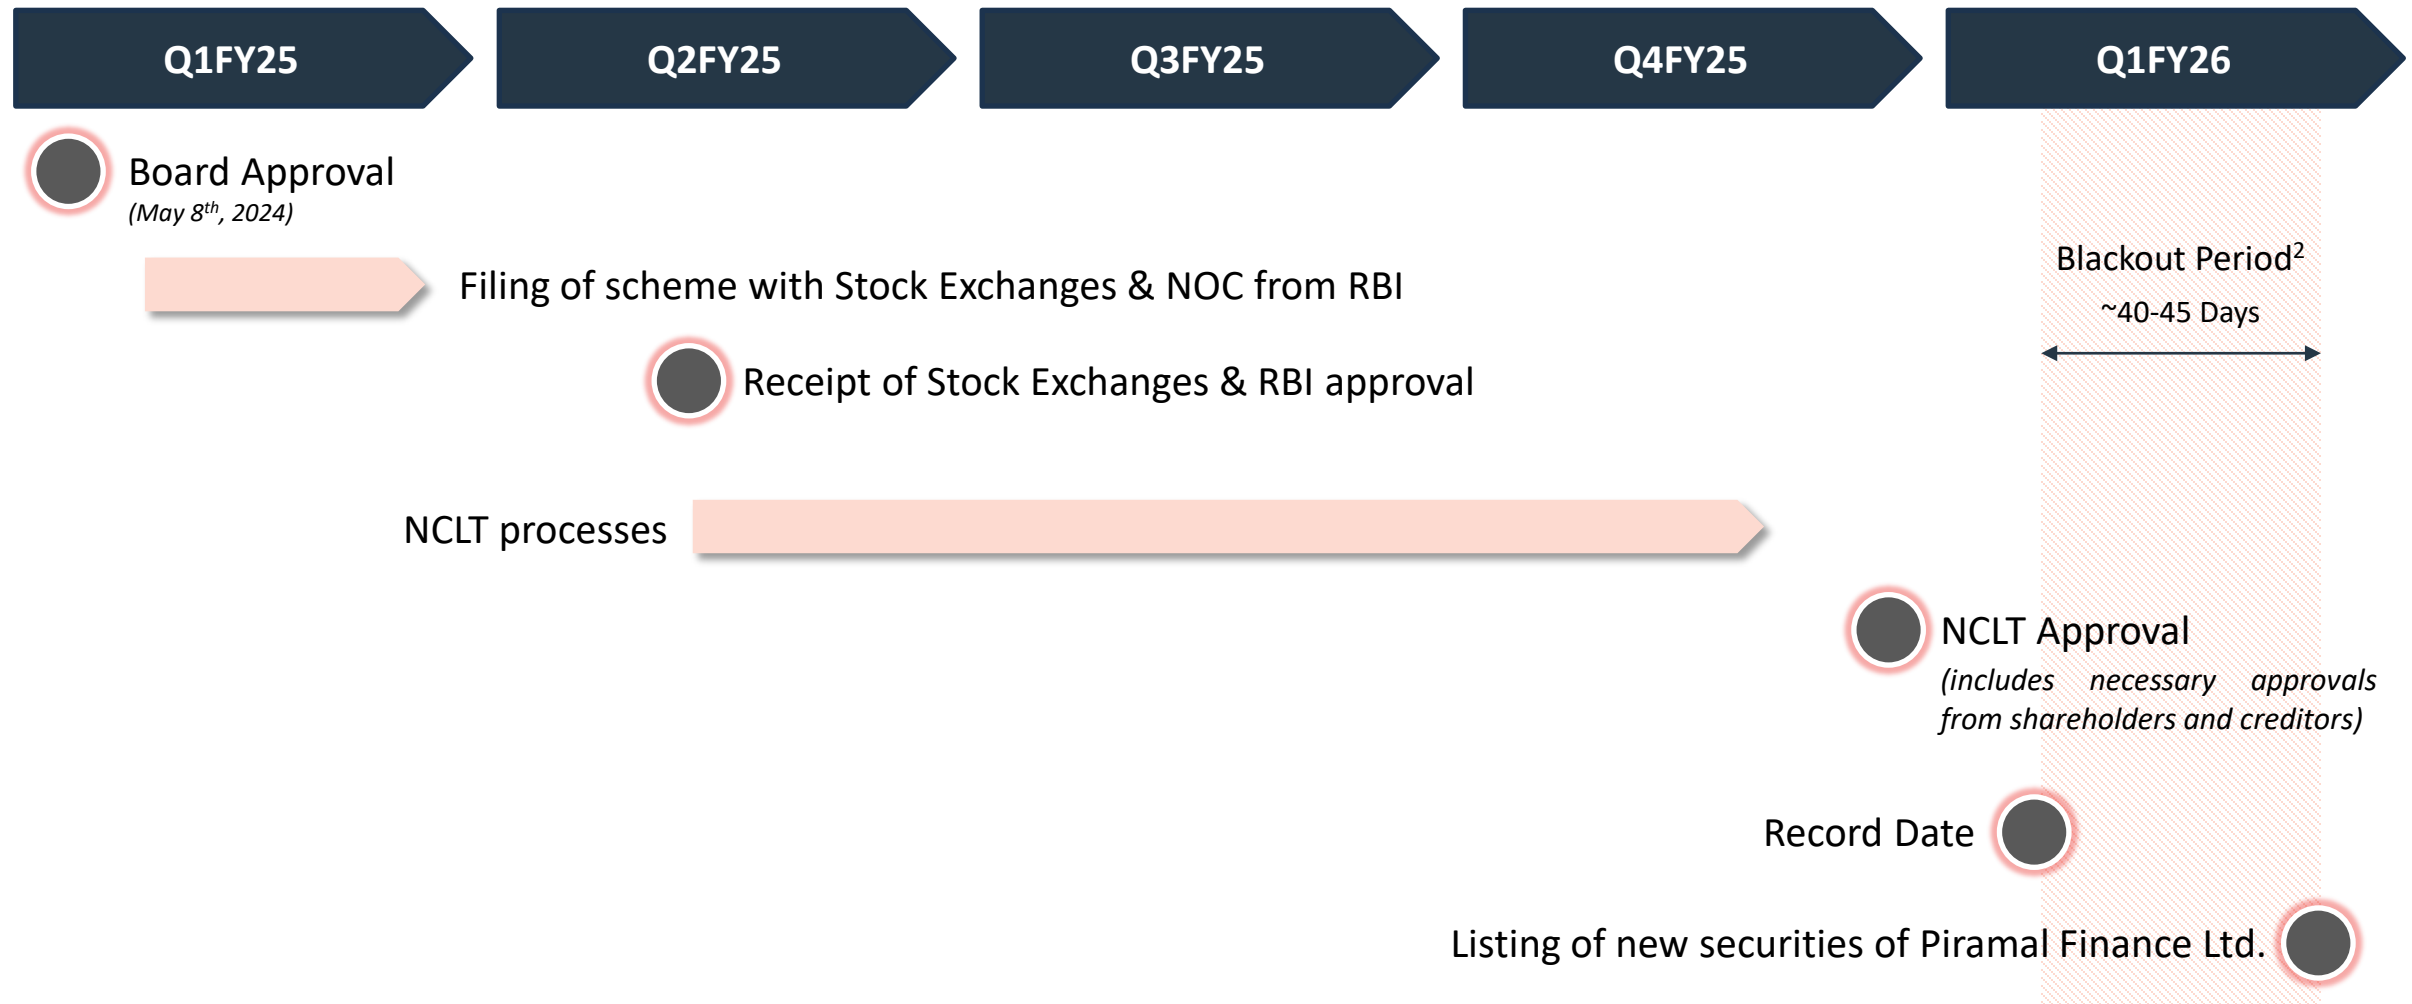 Q1FY25
Q2FY25
Q3FY25
Q4FY25
Q1FY26
Board Approval
(May 8th, 2024)
Blackout Period2
~40-45 Days
Filing of scheme with Stock Exchanges & NOC from RBI
Receipt of Stock Exchanges & RBI approval
NCLT processes
NCLT Approval
(includes necessary approvals
from shareholders and creditors)
Record Date
Listing of new securities of Piramal Finance Ltd.